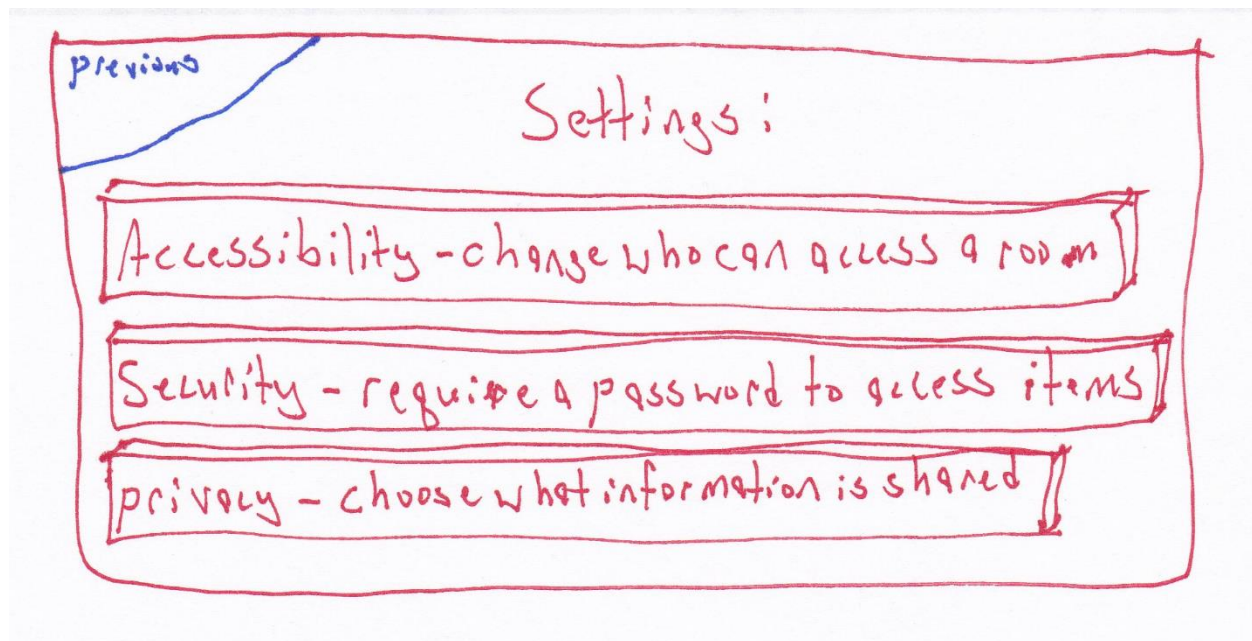 previous
Settings:
Accessibility - change who can access a room
Security - require a password to access items
privacy - choose what information is shared